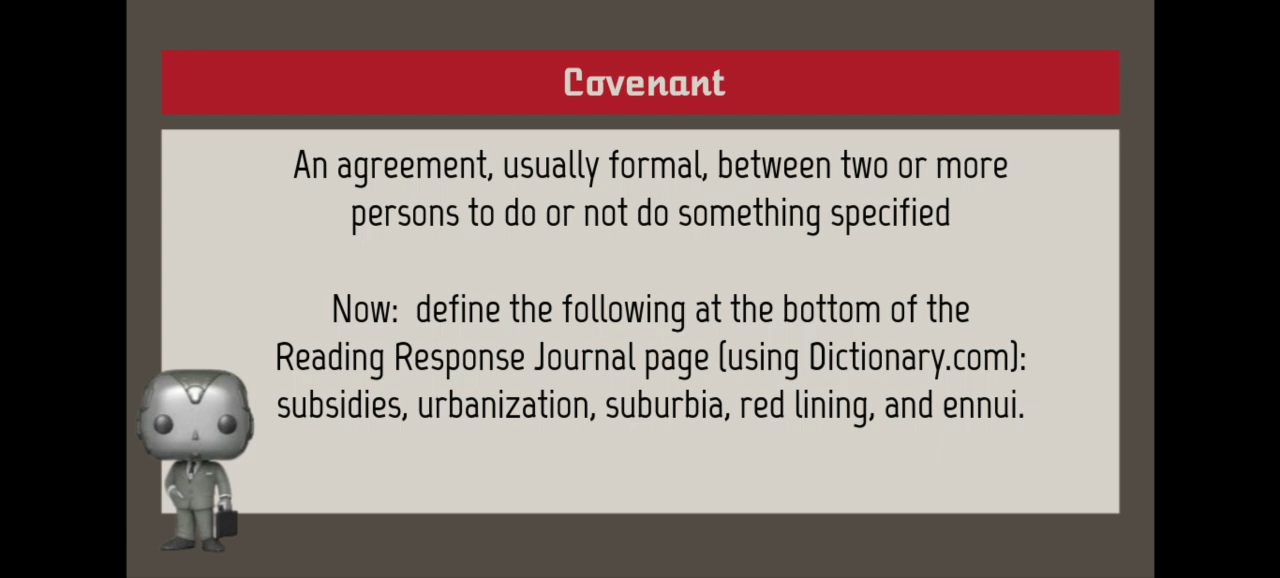 Covenant
An agreement, usually formal, between two or more
persons to do or not do something specified
Now:  define the following at the bottom of the
Reading Response Journal page (using Dictionary.com):
subsidies, urbanization, suburbia, red lining, and ennui.